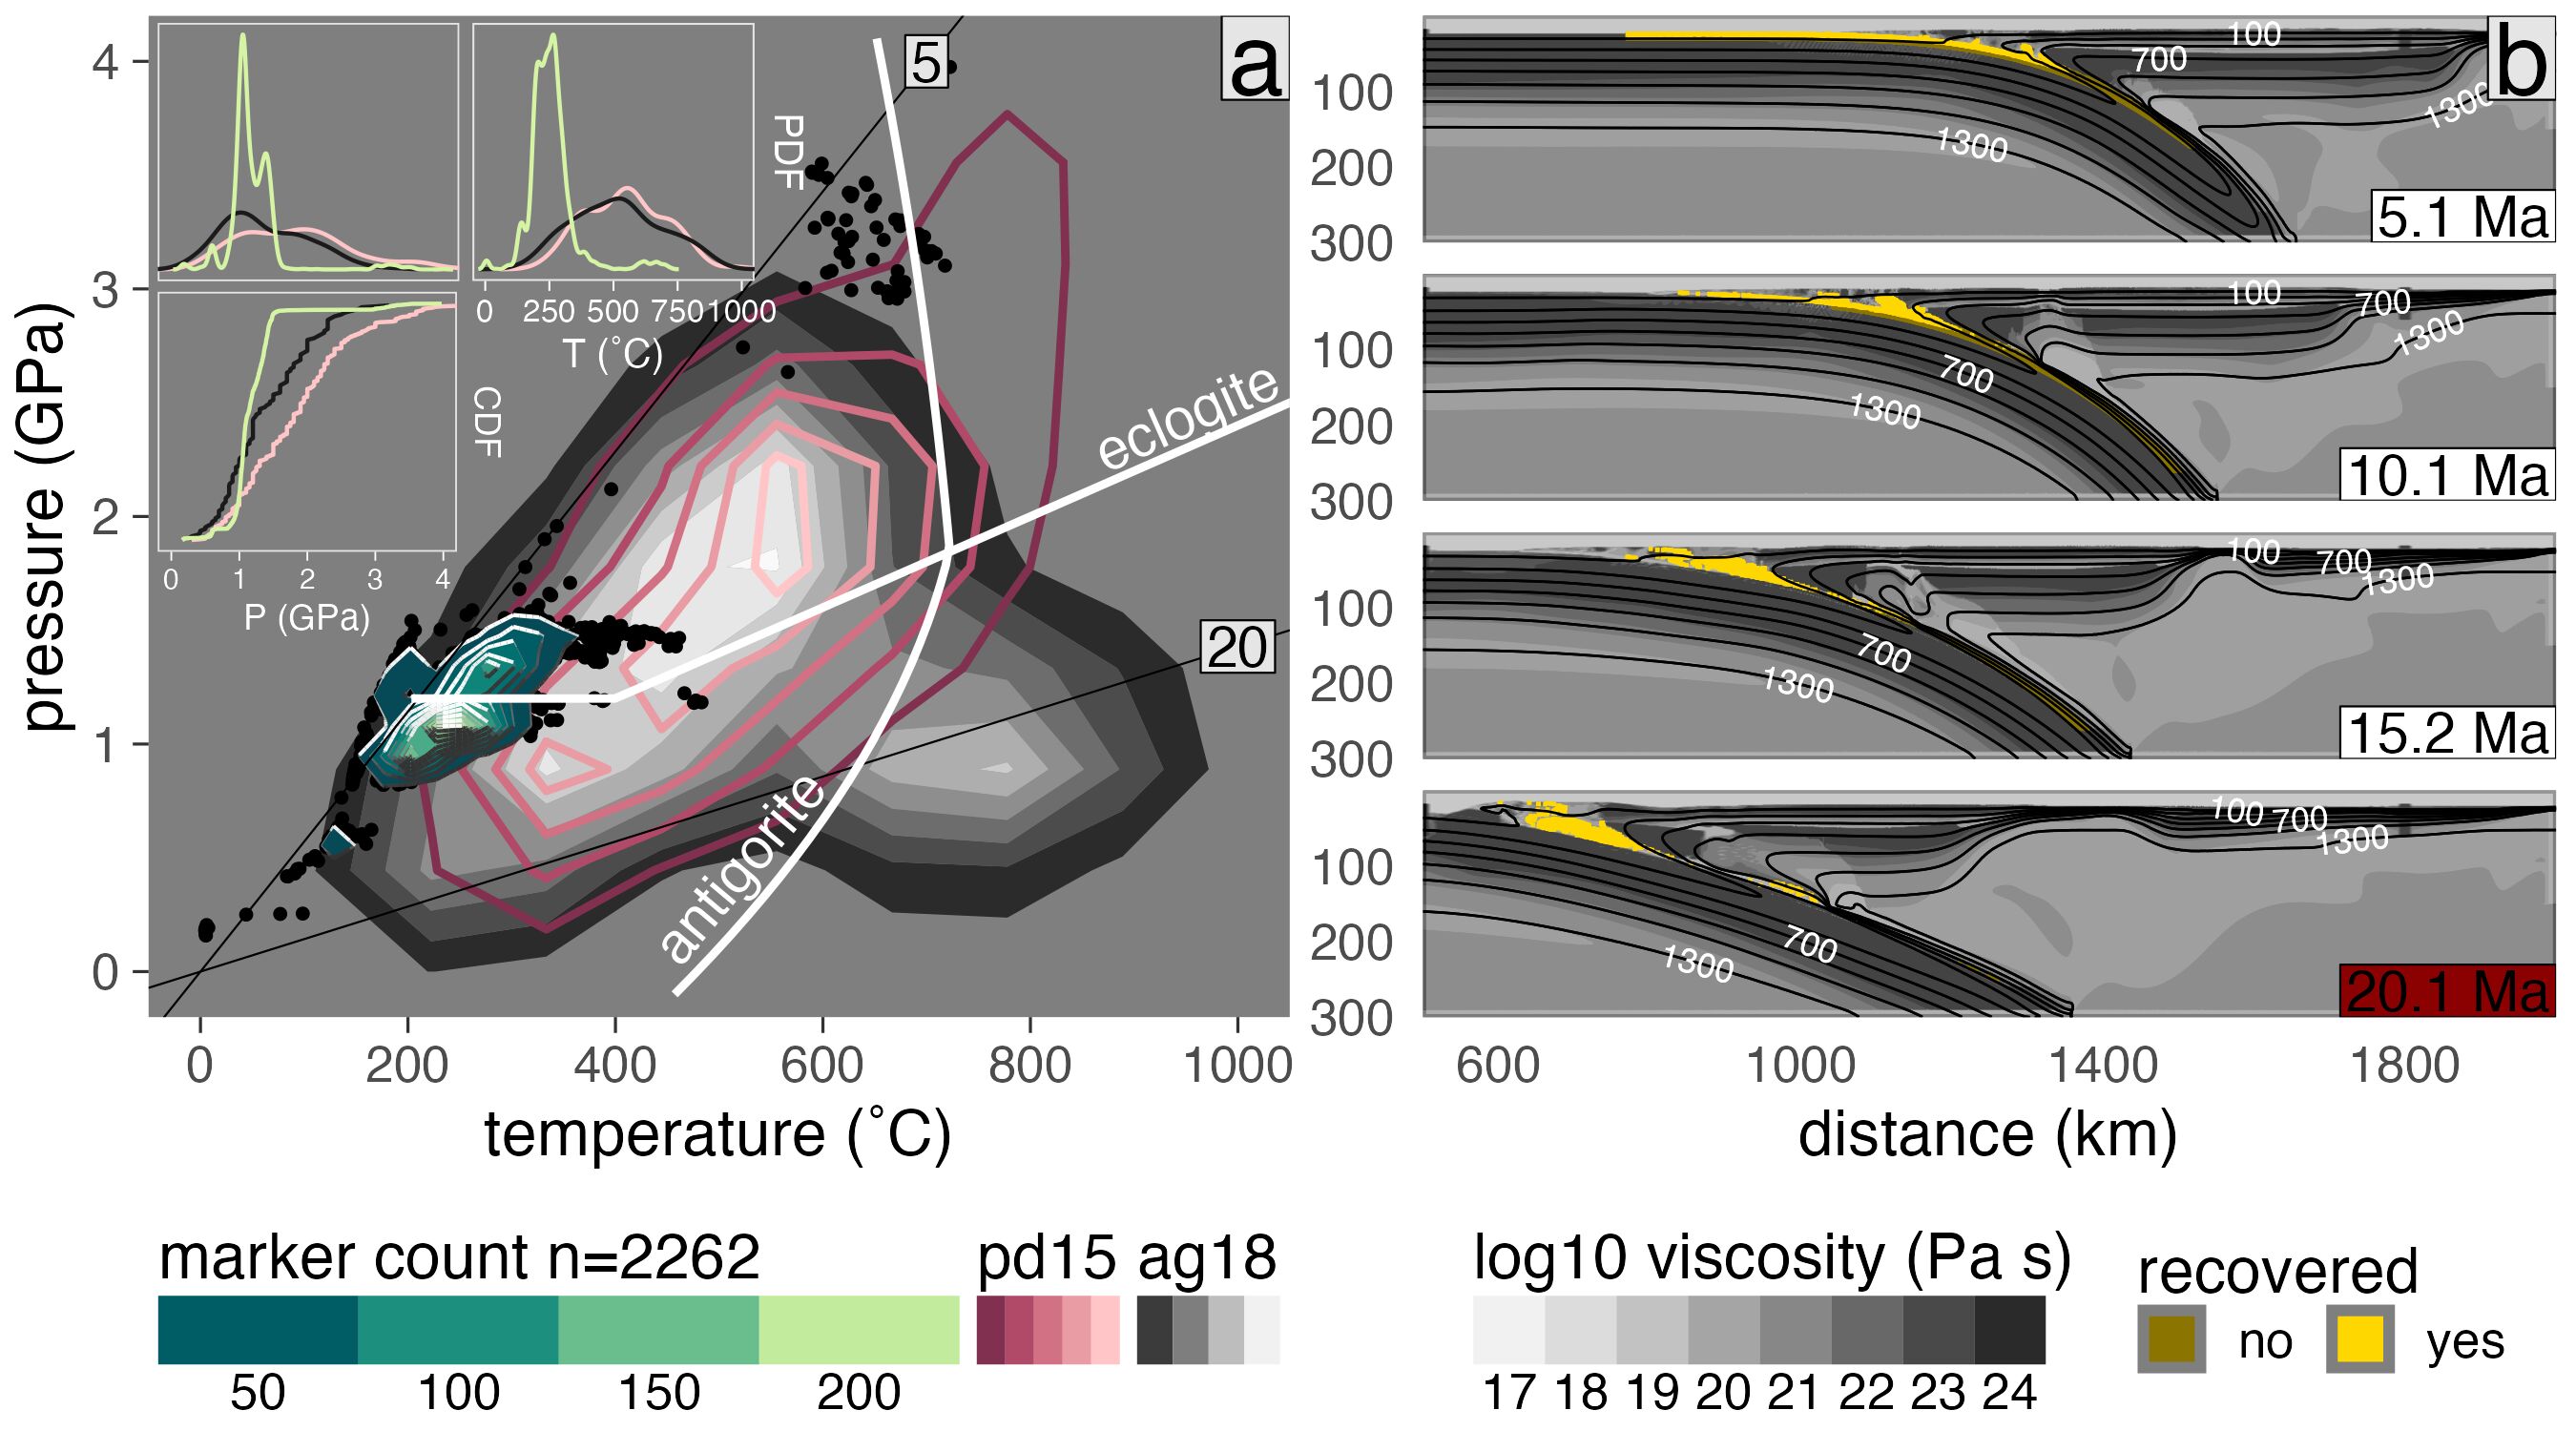 a
5
20
eclogite
antigorite
PDF
CDF
0 250 500 750 1000
T (˚C)
0 1 2 3 4
P (GPa)
4
3
2
1
0
pressure (GPa)
0 200 400 600 800 1000
temperature (˚C)
b
100
700
1300
1300
5.1 Ma
100
200
300
100
700
1300
700
1300
10.1 Ma
100
200
300
100
700
1300
700
1300
15.2 Ma
100
200
300
100
700
1300
700
1300
20.1 Ma
100
200
300
600 1000 1400 1800
distance (km)
marker count n=2262
50 100 150 200
pd15 ag18
log10 viscosity (Pa s)
17 18 19 20 21 22 23 24
recovered
no yes